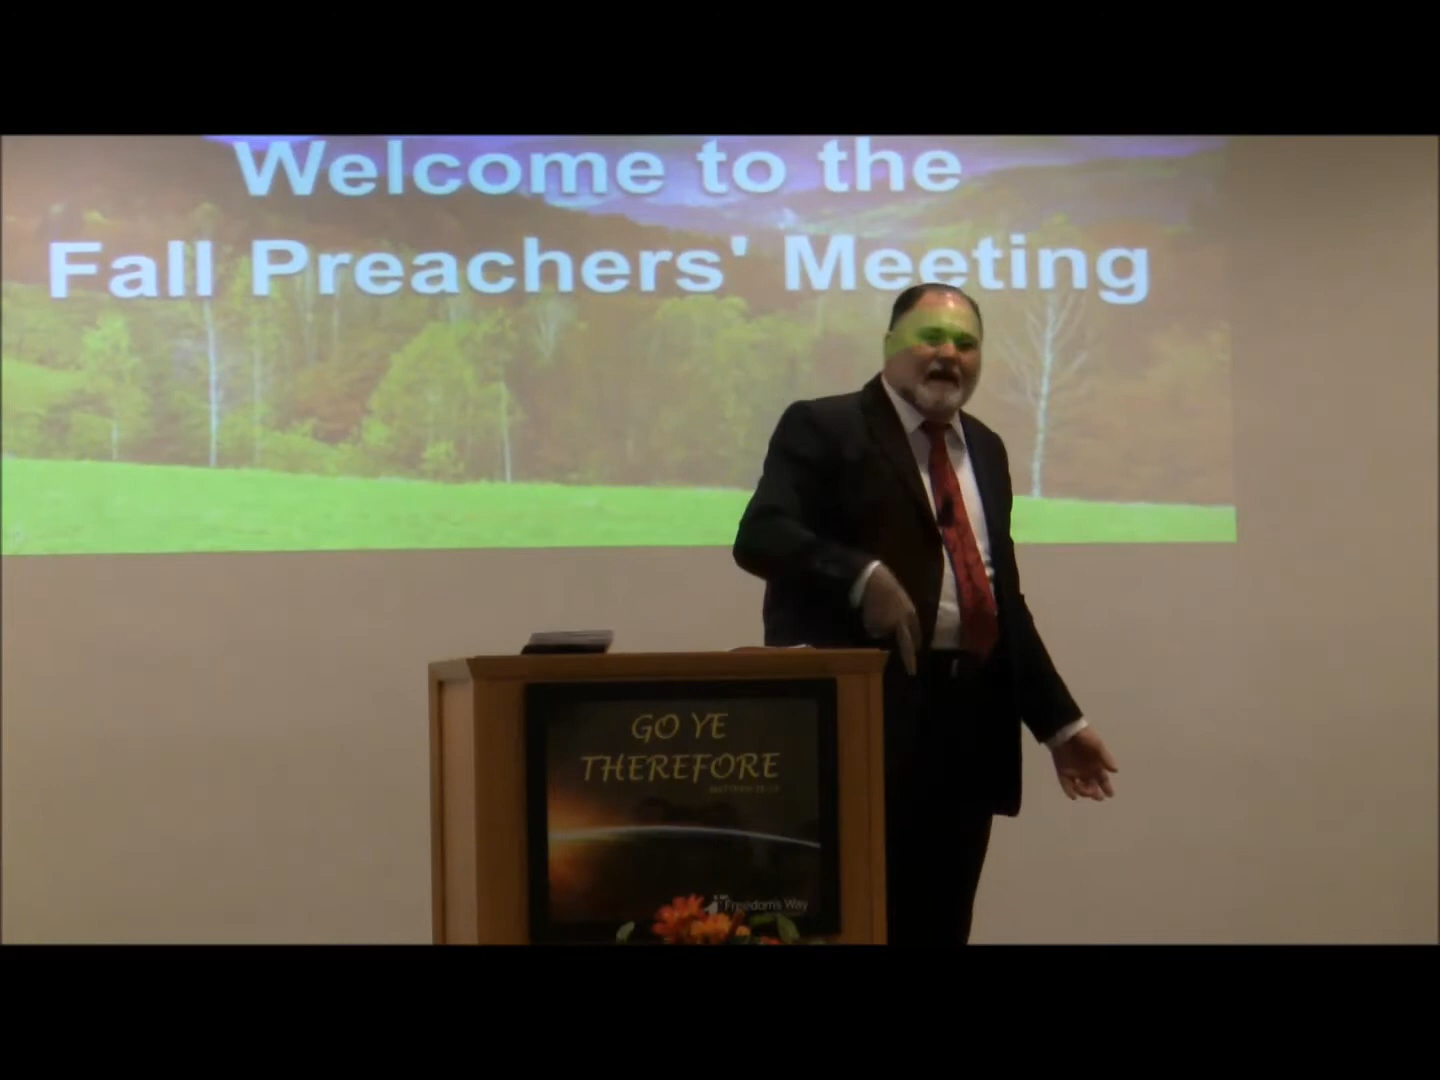 Welcome to the
Fall Preachers' Meeting
GO YE
THEREFORE
Freedom's Way